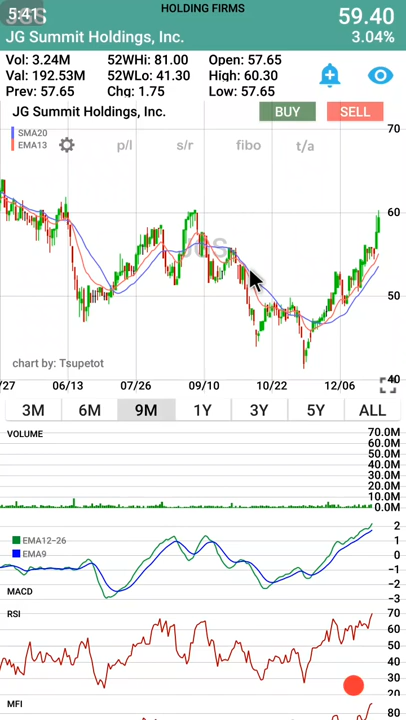 5:41
HOLDING FIRMS
JGS
59.40
JG Summit Holdings, Inc.
3.04%
Vol: 3.24M
52WHi: 81.00
Open: 57.65
Val: 192.53M
52WLo: 41.30
High: 60.30
Prev: 57.65
Chg: 1.75
Low: 57.65
JG Summit Holdings, Inc.
BUY
SELL
70
SMA20
EMA13
p/l
s/r
fibo
t/a
60
JGS
50
chart by: Tsupetot
40
/27
06/13
07/26
09/10
10/22
12/06
3M
6M
9M
1Y
3Y
5Y
ALL
VOLUME
70.0M
60.0M
50.0M
40.0M
30.0M
20.0M
10.0M
0.0M
EMA12-26
EMA9
2
1
0
-1
-2
-3
MACD
RSI
70
60
50
40
30
20
MFI
80